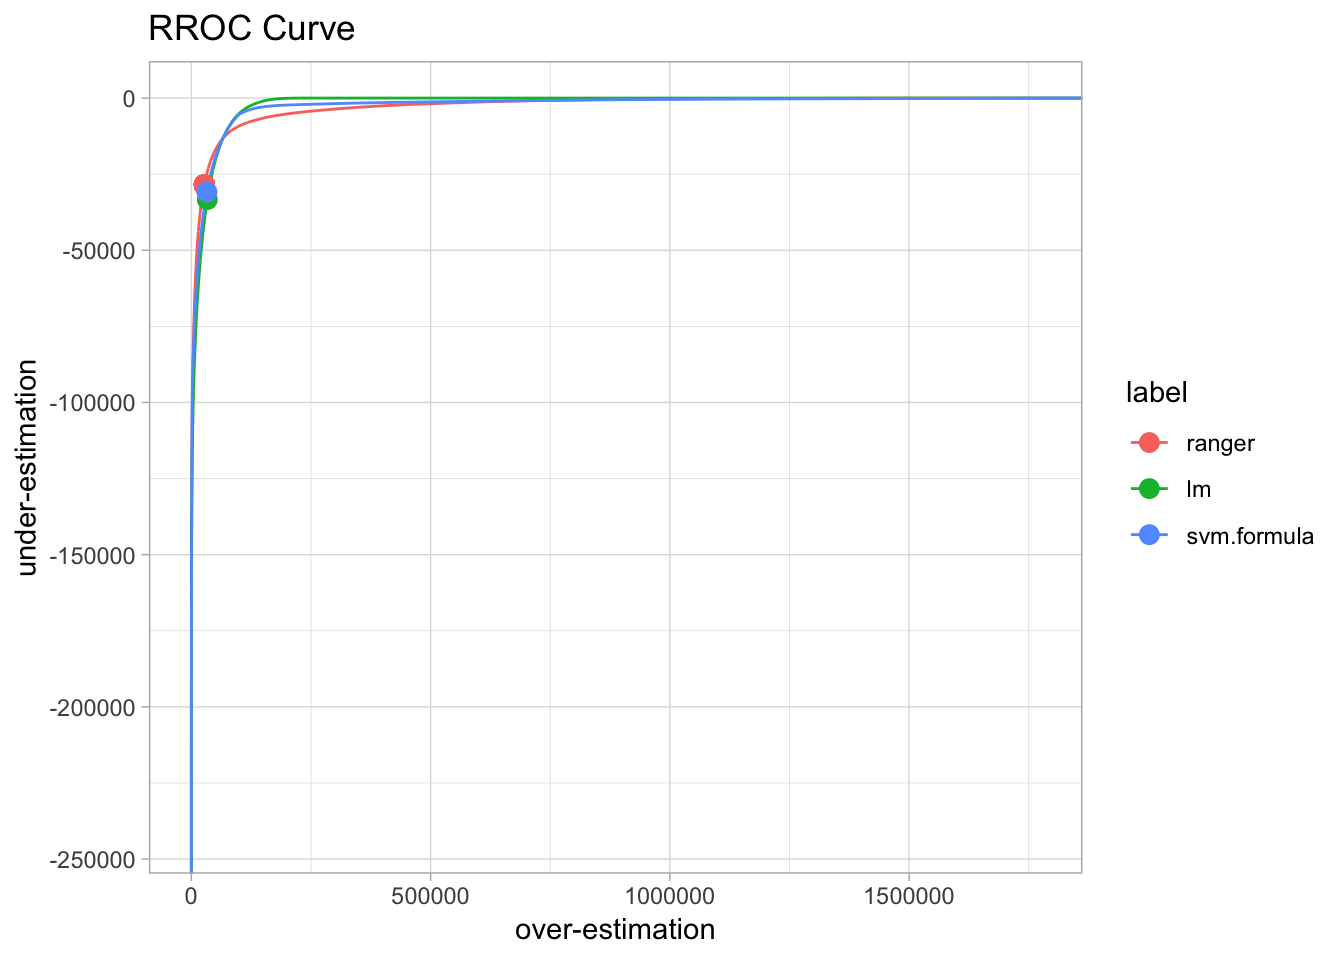 RROC Curve
0
-50000
-100000
-150000
-200000
-250000
under-estimation
0 500000 1000000 1500000
over-estimation
label
ranger
lm
svm.formula